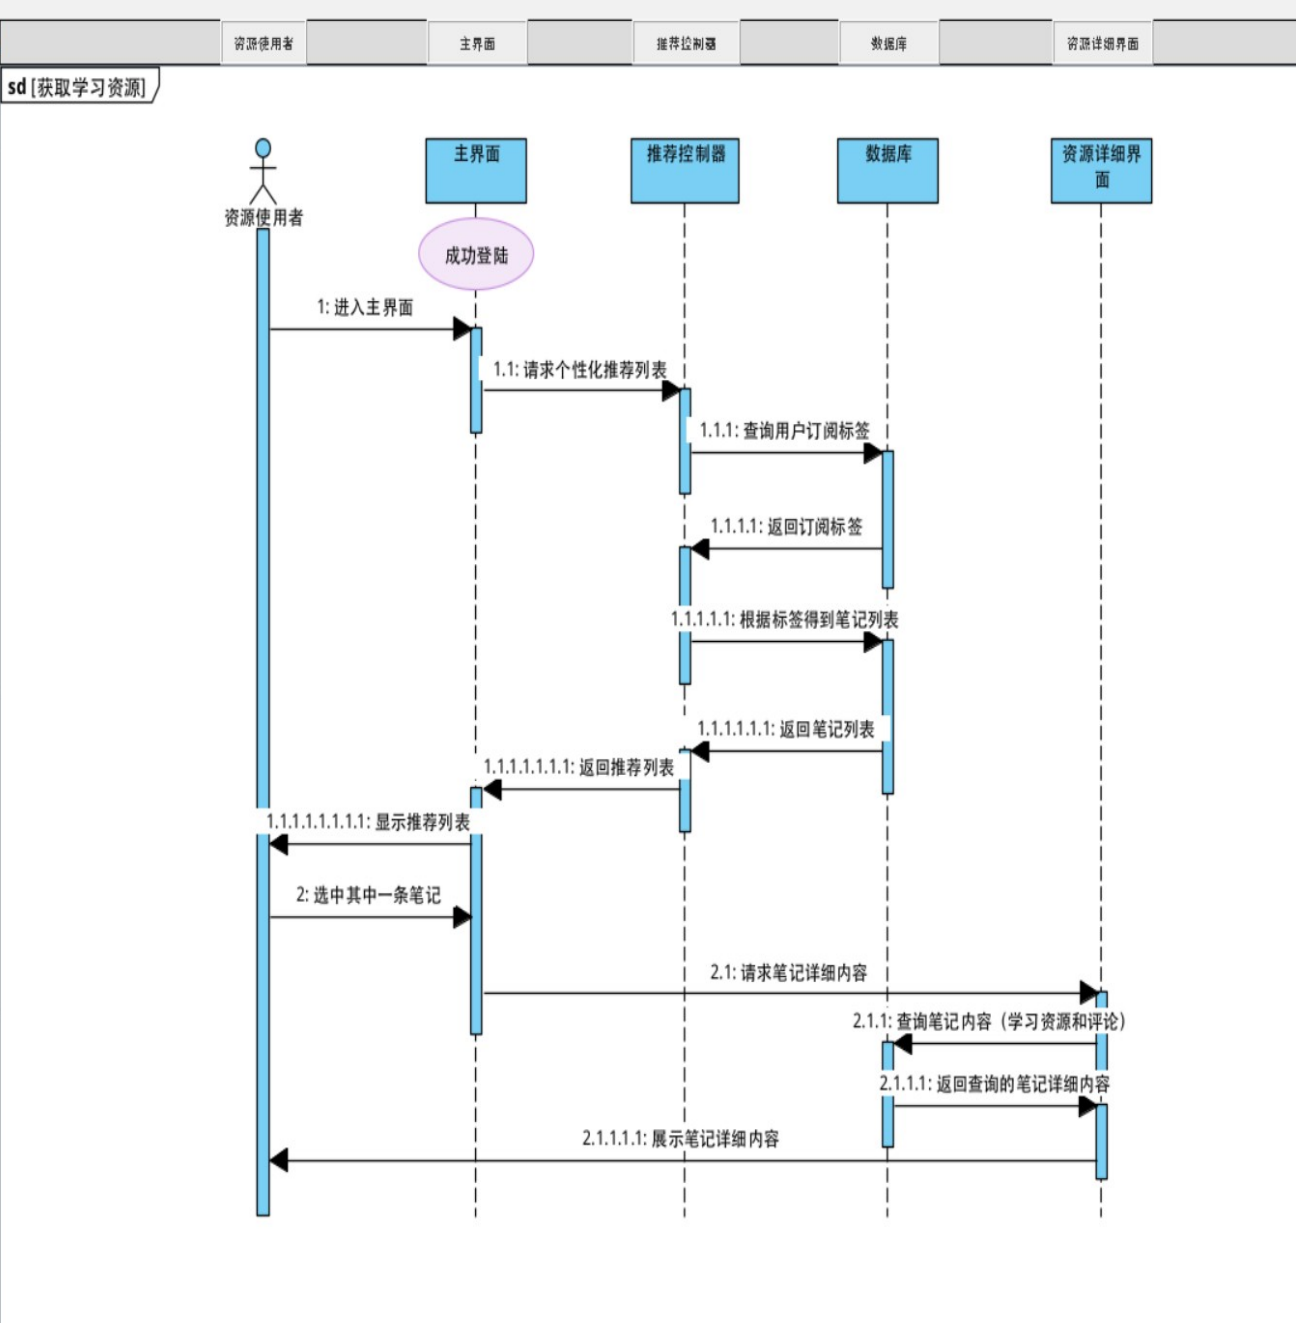 资源使用者
主界面
推荐控制器
数据库
资源详细界面
sd [获取学习资源]
资源使用者
主界面
推荐控制器
数据库
资源详细界
面
成功登陆
1: 进入主界面
1.1: 请求个性化推荐列表
1.1.1: 查询用户订阅标签
1.1.1.1: 返回订阅标签
1.1.1.1.1: 根据标签得到笔记列表
1.1.1.1.1.1: 返回笔记列表
1.1.1.1.1.1.1: 返回推荐列表
1.1.1.1.1.1.1.1: 显示推荐列表
2: 选中其中一条笔记
2.1: 请求笔记详细内容
2.1.1: 查询笔记内容（学习资源和评论）
2.1.1.1: 返回查询的笔记详细内容
2.1.1.1.1: 展示笔记详细内容